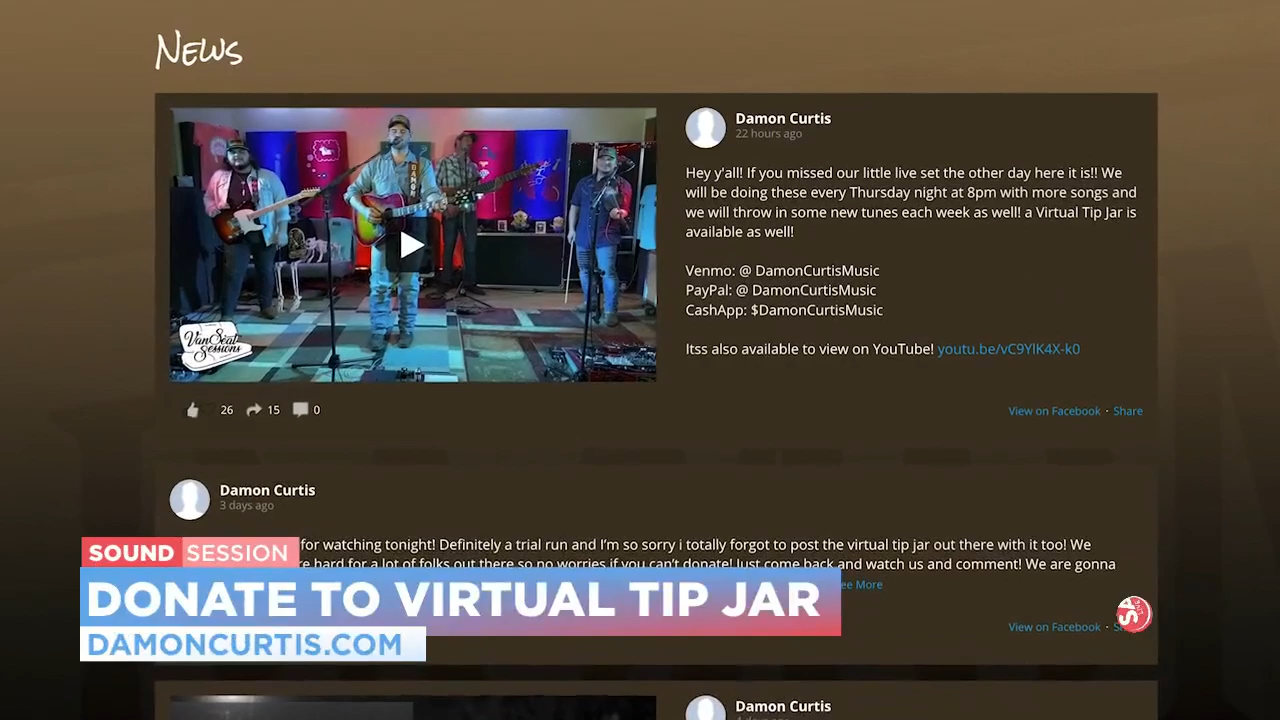 News
DAMON
VanSeat
Sessions
26 15 0
Damon Curtis
22 hours ago
Hey y'all! If you missed our little live set the other day here it is!! We
will be doing these every Thursday night at 8pm with more songs and
we will throw in some new tunes each week as well! a Virtual Tip Jar is
available as well!
Venmo: @ DamonCurtisMusic
PayPal: @ DamonCurtisMusic
CashApp: $DamonCurtisMusic
Itss also available to view on YouTube! youtu.be/vC9YlK4X-k0
View on Facebook · Share
Damon Curtis
3 days ago
for watching tonight! Definitely a trial run and I'm so sorry i totally forgot to post the virtual tip jar out there with it too! We
re hard for a lot of folks out there so no worries if you can't donate! Just come back and watch us and comment! We are gonna
ee More
View on Facebook ·
SOUND SESSION
DONATE TO VIRTUAL TIP JAR
DAMONCURTIS.COM
SA
LIVE
Damon Curtis